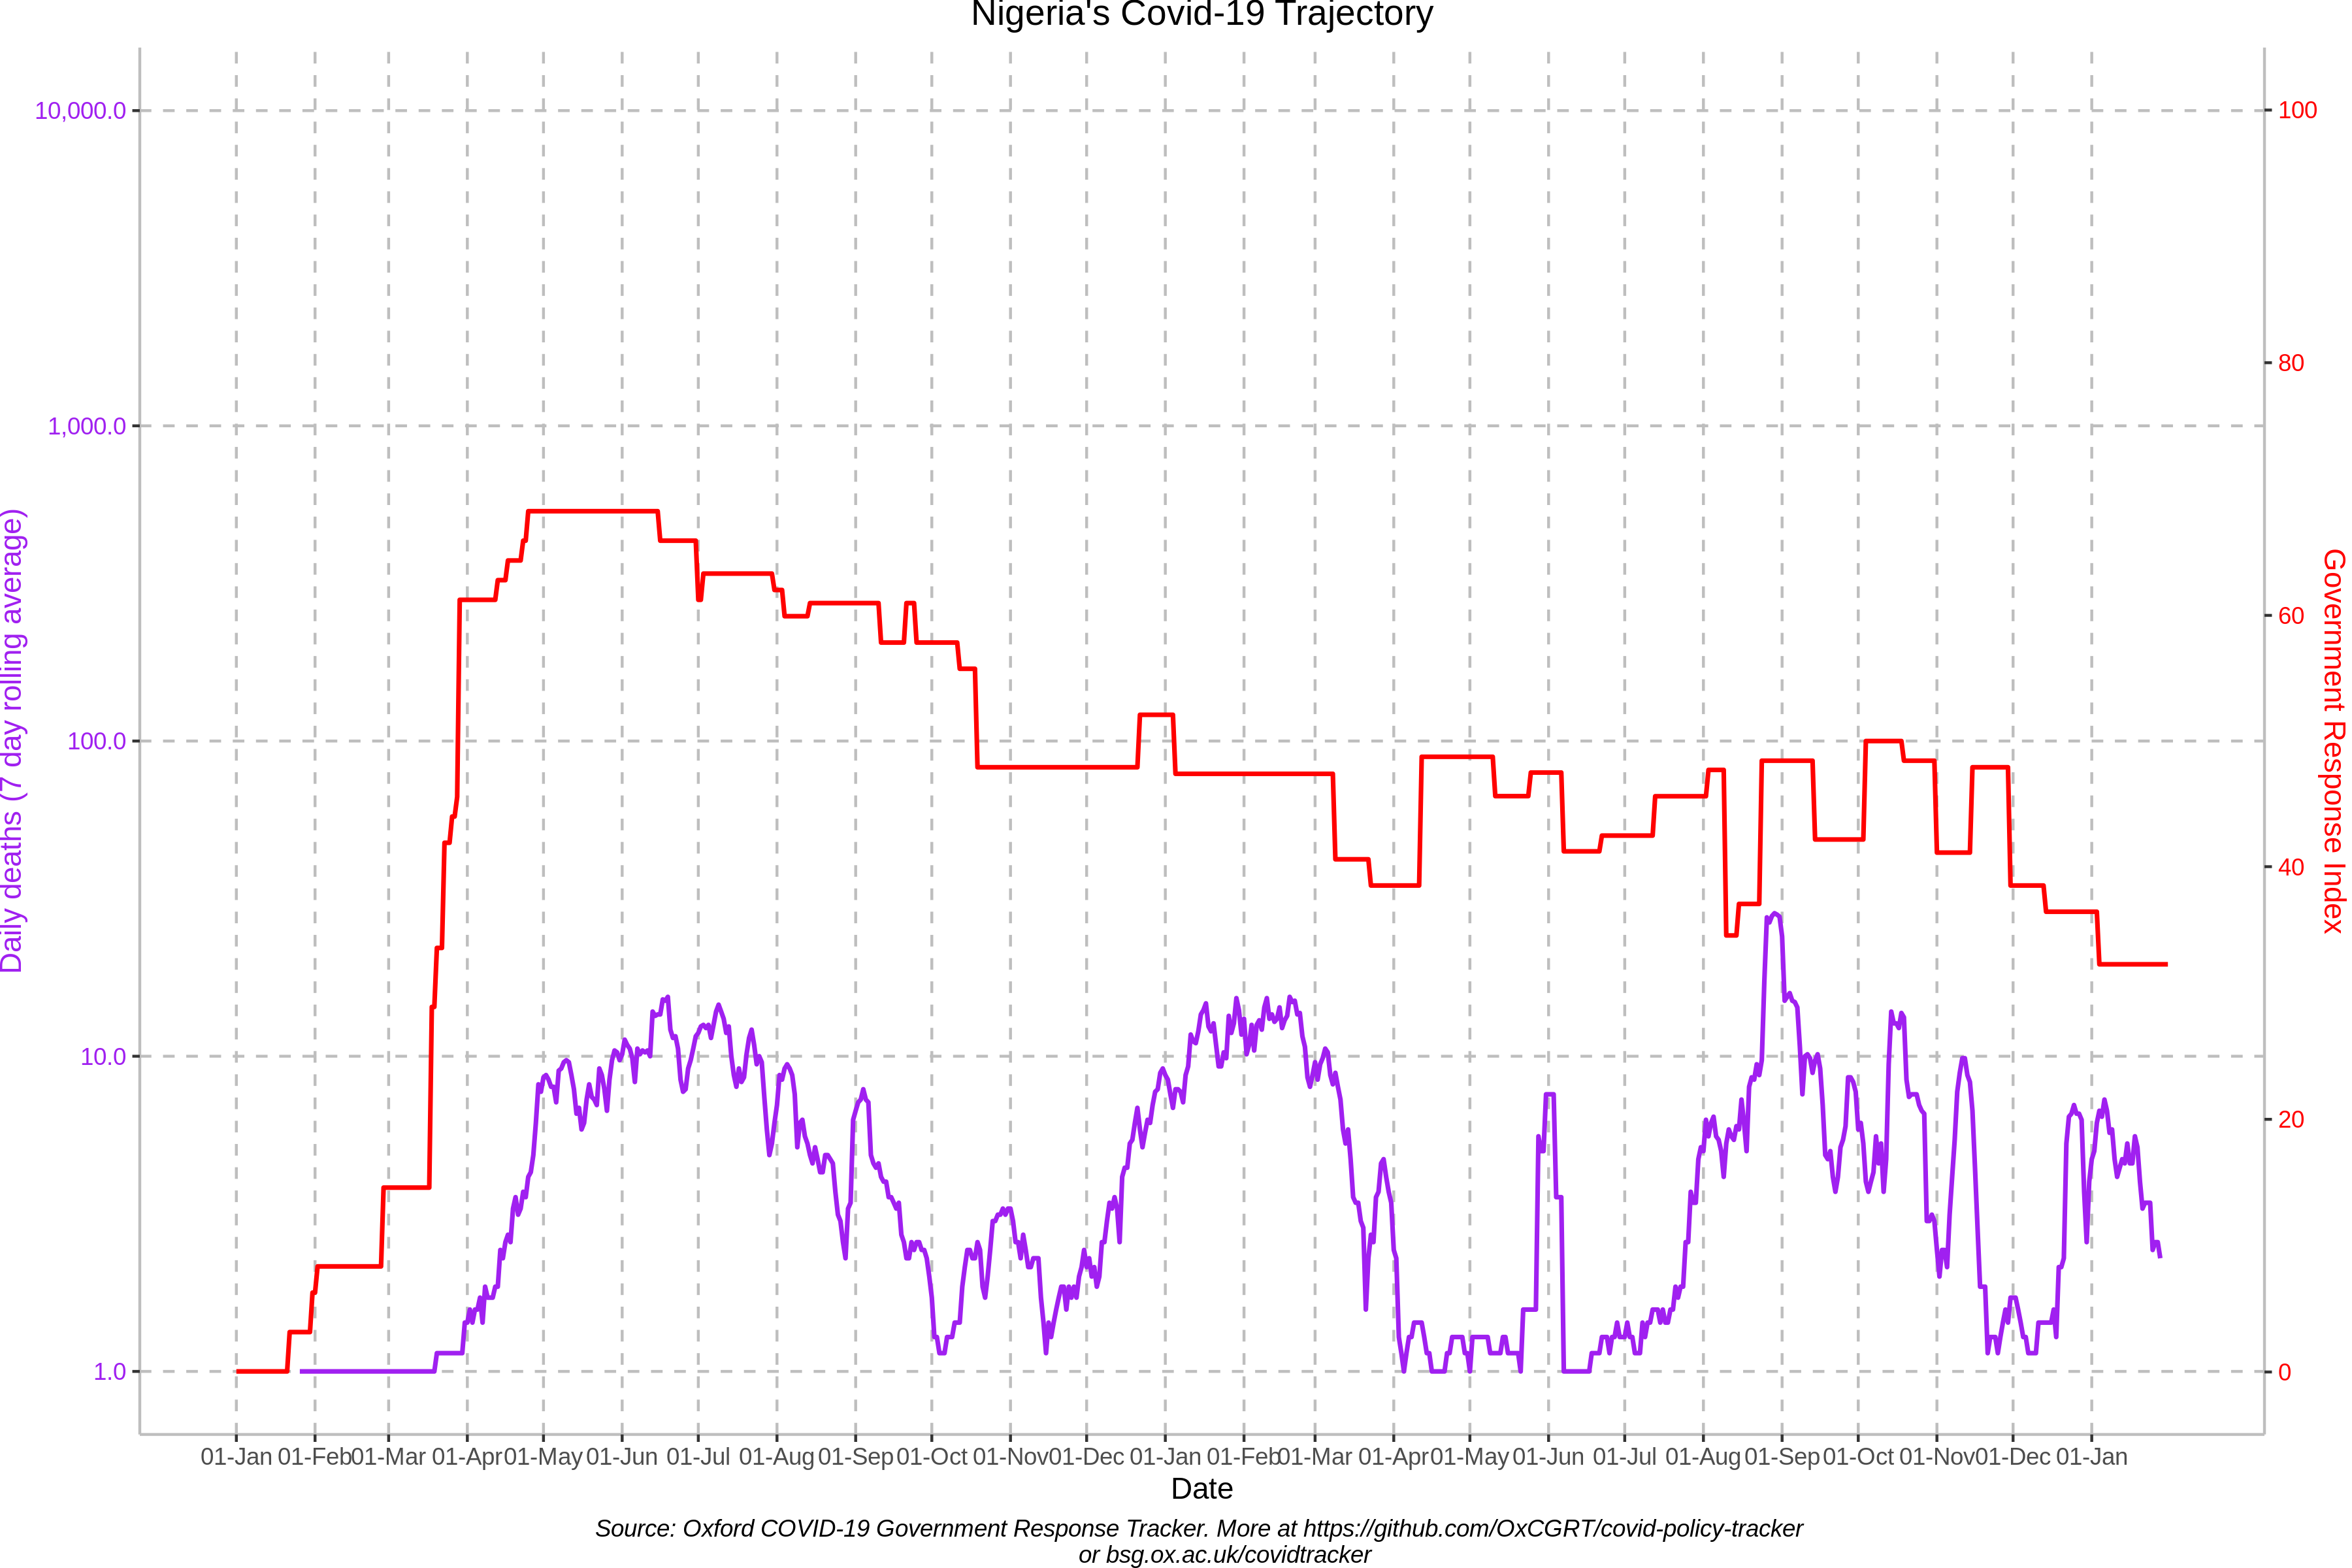 Nigeria's Covid-19 Trajectory
10,000.0
1,000.0
100.0
10.0
1.0
Daily deaths (7 day rolling average)
100
80
60
40
20
0
Government Response Index
01-Jan 01-Feb 01-Mar 01-Apr 01-May 01-Jun 01-Jul 01-Aug 01-Sep 01-Oct 01-Nov 01-Dec 01-Jan 01-Feb 01-Mar 01-Apr 01-May 01-Jun 01-Jul 01-Aug 01-Sep 01-Oct 01-Nov 01-Dec 01-Jan
Date
Source: Oxford COVID-19 Government Response Tracker. More at https://github.com/OxCGRT/covid-policy-tracker
or bsg.ox.ac.uk/covidtracker